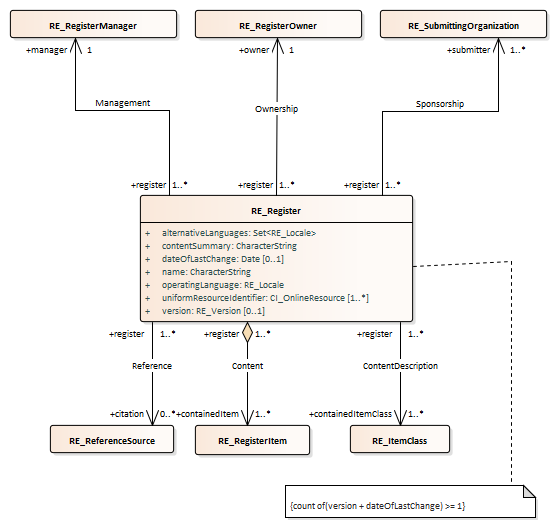 RE_RegisterManager
RE_RegisterOwner
RE_SubmittingOrganization
+manager 1
+owner 1
+submitter 1..*
Management
Ownership
Sponsorship
+register 1..*
+register 1..*
+register 1..*
RE_Register
+ alternativeLanguages: Set<RE_Locale>
+ contentSummary: CharacterString
+ dateOfLastChange: Date [0..1]
+ name: CharacterString
+ operatingLanguage: RE_Locale
+ uniformResourceIdentifier: CI_OnlineResource [1..*]
+ version: RE_Version [0..1]
+register 1..*
+register 1..*
+register 1..*
Reference
Content
ContentDescription
+citation 0..*
+containedItem 1..*
+containedItemClass 1..*
RE_ReferenceSource
RE_RegisterItem
RE_ItemClass
{count of(version + dateOfLastChange) >= 1}